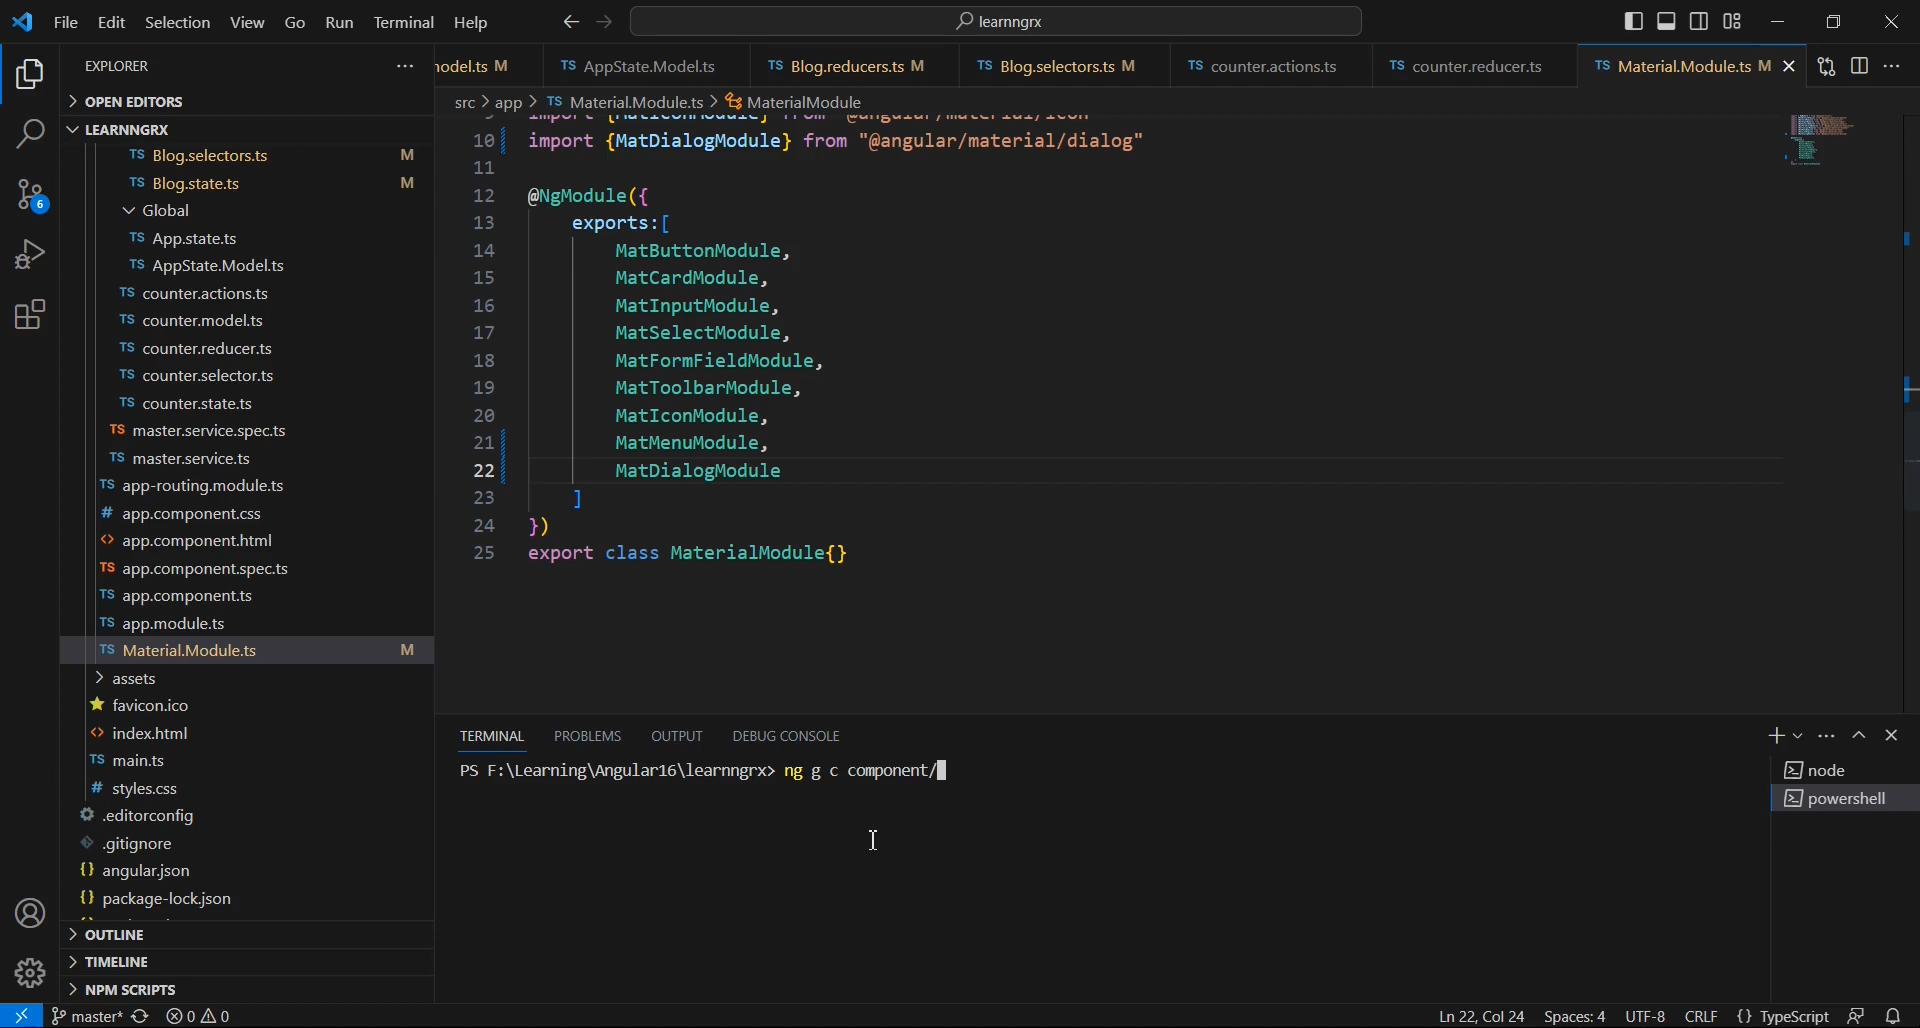 File Edit Selection View Go Run Terminal Help
learnngrx
EXPLORER
OPEN EDITORS
LEARNNGRX
TS Blog.selectors.ts M
TS Blog.state.ts M
Global
TS App.state.ts
TS AppState.Model.ts
TS counter.actions.ts
TS counter.model.ts
TS counter.reducer.ts
TS counter.selector.ts
TS counter.state.ts
TS master.service.spec.ts
TS master.service.ts
TS app-routing.module.ts
# app.component.css
<> app.component.html
TS app.component.spec.ts
TS app.component.ts
TS app.module.ts
TS Material.Module.ts M
assets
favicon.ico
<> index.html
TS main.ts
# styles.css
.editorconfig
.gitignore
{} angular.json
{} package-lock.json
OUTLINE
TIMELINE
NPM SCRIPTS
6
odel.ts M
TS AppState.Model.ts
TS Blog.reducers.ts M
TS Blog.selectors.ts M
TS counter.actions.ts
TS counter.reducer.ts
TS Material.Module.ts M
src > app > TS Material.Module.ts > MaterialModule
10 import {MatDialogModule} from "@angular/material/dialog"
11
12 @NgModule({
13 exports:[
14 MatButtonModule,
15 MatCardModule,
16 MatInputModule,
17 MatSelectModule,
18 MatFormFieldModule,
19 MatToolbarModule,
20 MatIconModule,
21 MatMenuModule,
22 MatDialogModule
23 ]
24 })
25 export class MaterialModule{}
TERMINAL PROBLEMS OUTPUT DEBUG CONSOLE
PS F:\Learning\Angular16\learnngrx> ng g c component/
node
powershell
master* 0 0
Ln 22, Col 24 Spaces: 4 UTF-8 CRLF {} TypeScript